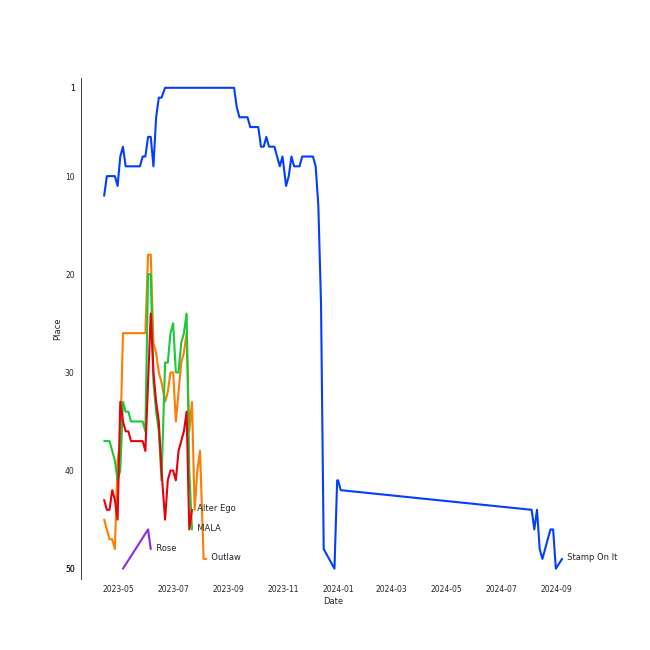 1
10
20
30
40
50
Place
Alter Ego
MALA
Rose
Outlaw
Stamp On It
2023-05
2023-07
2023-09
2023-11
2024-01
2024-03
2024-05
2024-07
2024-09
Date